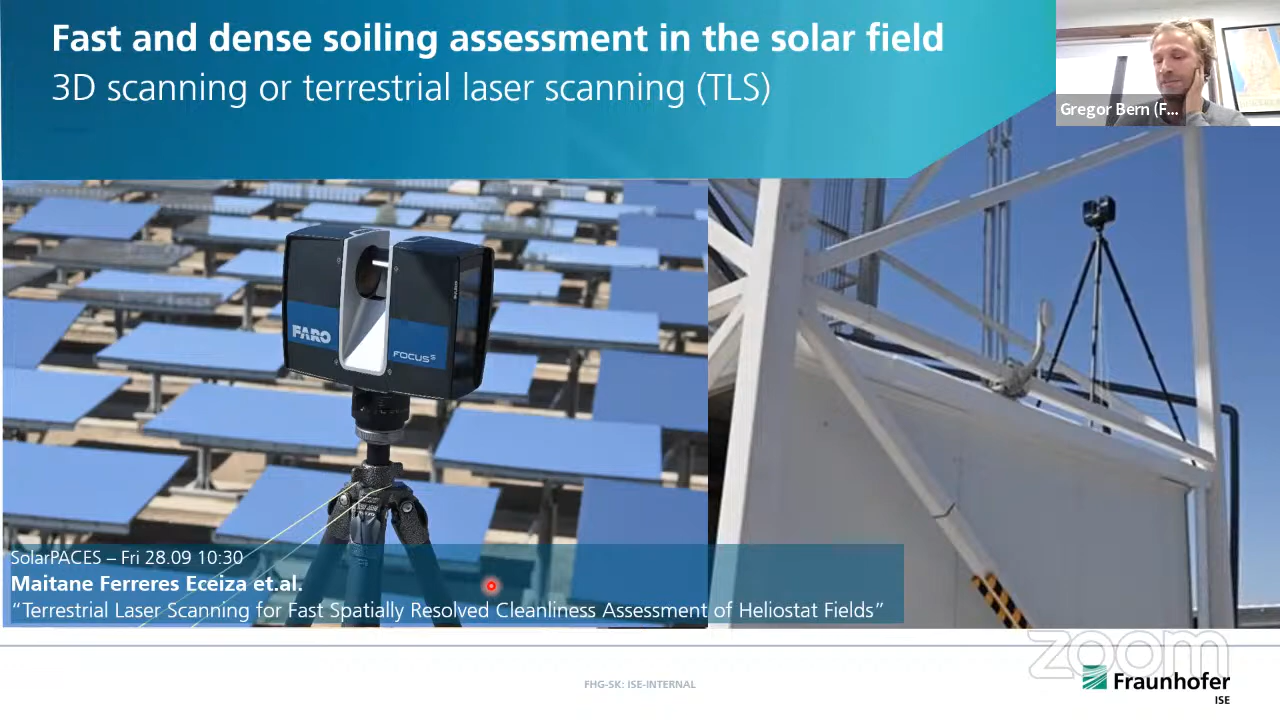 Fast and dense soiling assessment in the solar field
3D scanning or terrestrial laser scanning (TLS)
Gregor Bern (F...
FARO
FOCUS S
SolarPACES – Fri 28.09 10:30
Maitane Ferreres Eceiza et.al.
“Terrestrial Laser Scanning for Fast Spatially Resolved Cleanliness Assessment of Heliostat Fields”
zoom
FHG-SK: ISE-INTERNAL
Fraunhofer
ISE